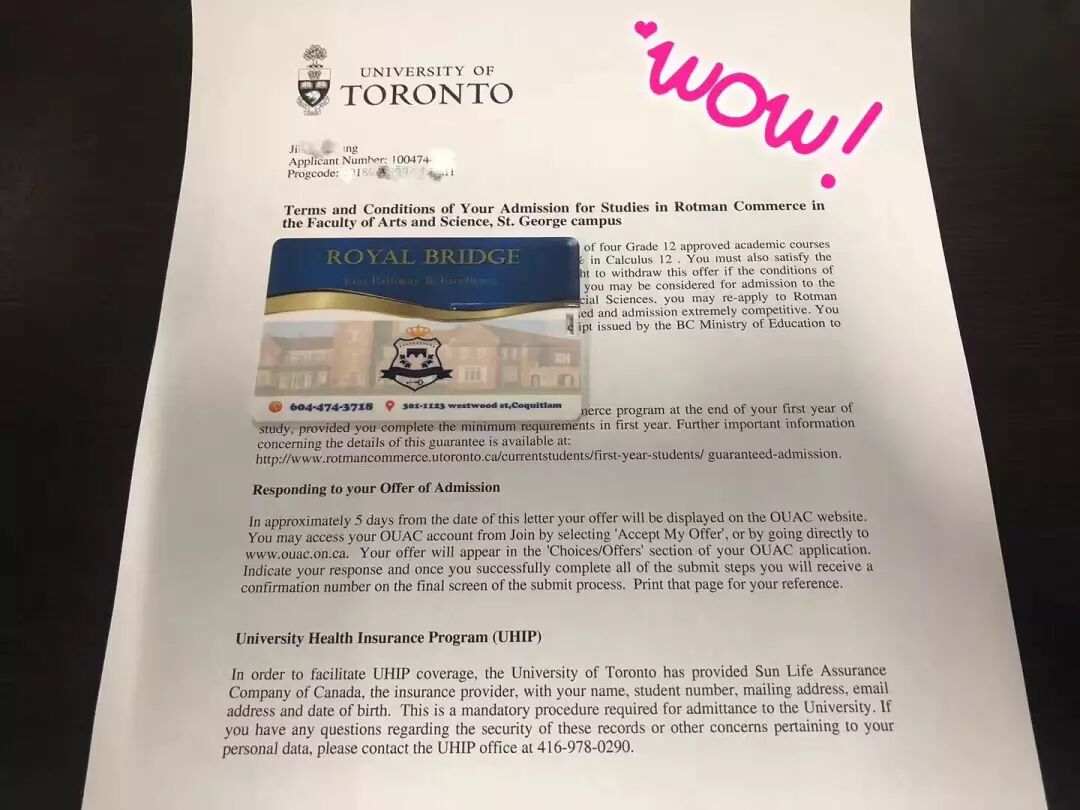 UNIVERSITY OF
TORONTO
WOW!
Applicant Number: 100474
Progcode:
Terms and Conditions of Your Admission for Studies in Rotman Commerce in
the Faculty of Arts and Science, St. George campus
of four Grade 12 approved academic courses
% in Calculus 12 . You must also satisfy the
to withdraw this offer if the conditions of
you may be considered for admission to the
Sciences, you may re-apply to Rotman
and admission extremely competitive. You
issued by the BC Ministry of Education to
ROYAL BRIDGE
604-474-3718 301-1123 westwood st,Coquitlam
program at the end of your first year of
study, provided you complete the minimum requirements in first year. Further important information
concerning the details of this guarantee is available at:
http://www.rotmancommerce.utoronto.ca/currentstudents/first-year-students/ guaranteed-admission.
Responding to your Offer of Admission
In approximately 5 days from the date of this letter your offer will be displayed on the OUAC website.
You may access your OUAC account from Join by selecting 'Accept My Offer', or by going directly to
www.ouac.on.ca. Your offer will appear in the 'Choices/Offers' section of your OUAC application.
Indicate your response and once you successfully complete all of the submit steps you will receive a
confirmation number on the final screen of the submit process. Print that page for your reference.
University Health Insurance Program (UHIP)
In order to facilitate UHIP coverage, the University of Toronto has provided Sun Life Assurance
Company of Canada, the insurance provider, with your name, student number, mailing address, email
address and date of birth. This is a mandatory procedure required for admittance to the University. If
you have any questions regarding the security of these records or other concerns pertaining to your
personal data, please contact the UHIP office at 416-978-0290.